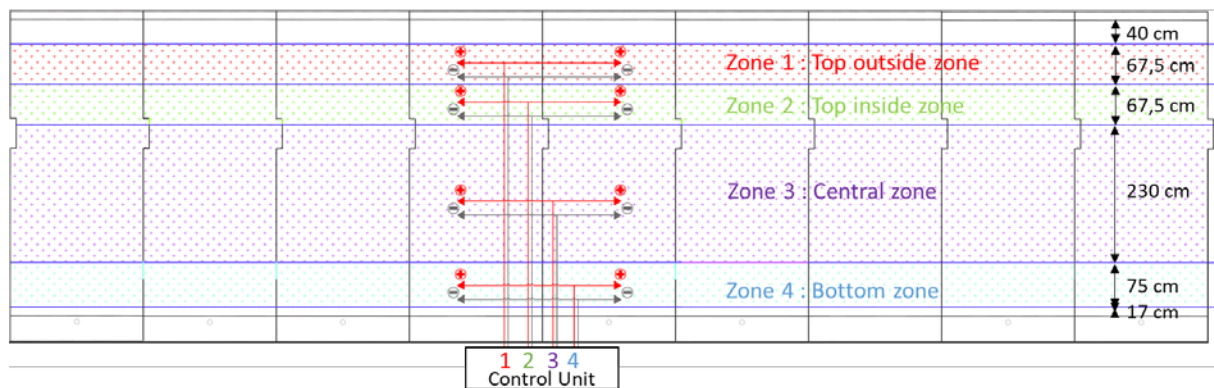 40 cm
Zone 1 : Top outside zone
67,5 cm
Zone 2 : Top inside zone
67,5 cm
Zone 3 : Central zone
230 cm
Zone 4 : Bottom zone
75 cm
17 cm
1 2 3 4
Control Unit